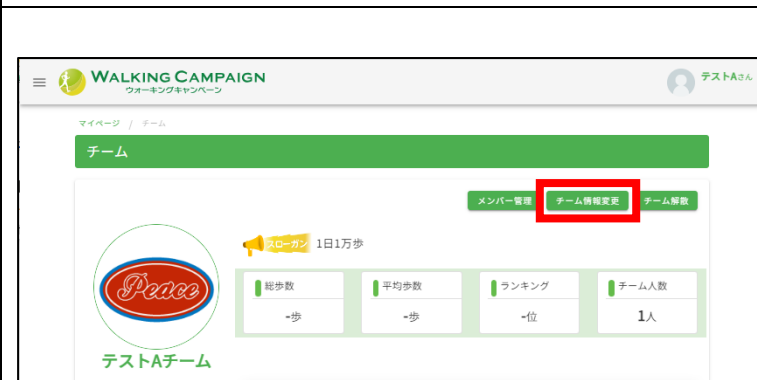 WALKING CAMPAIGN
ウオーキングキャンペーン
テストAさん
マイページ / チーム
チーム
メンバー管理 チーム情報変更 チーム解散
スローガン 1日1万歩
総歩数 平均歩数 ランキング チーム人数
-歩 -歩 -位 1人
Peace
テストAチーム